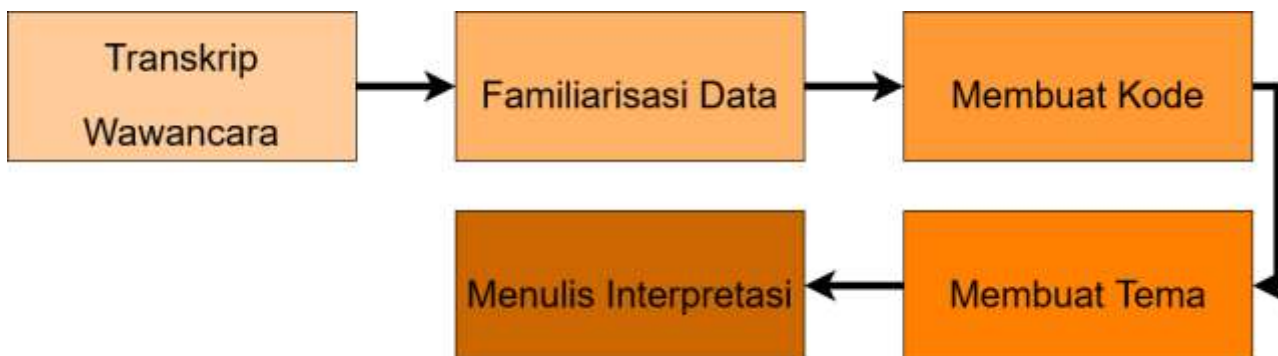 Transkrip
Wawancara
Familiarisasi Data
Membuat Kode
Membuat Tema
Menulis Interpretasi